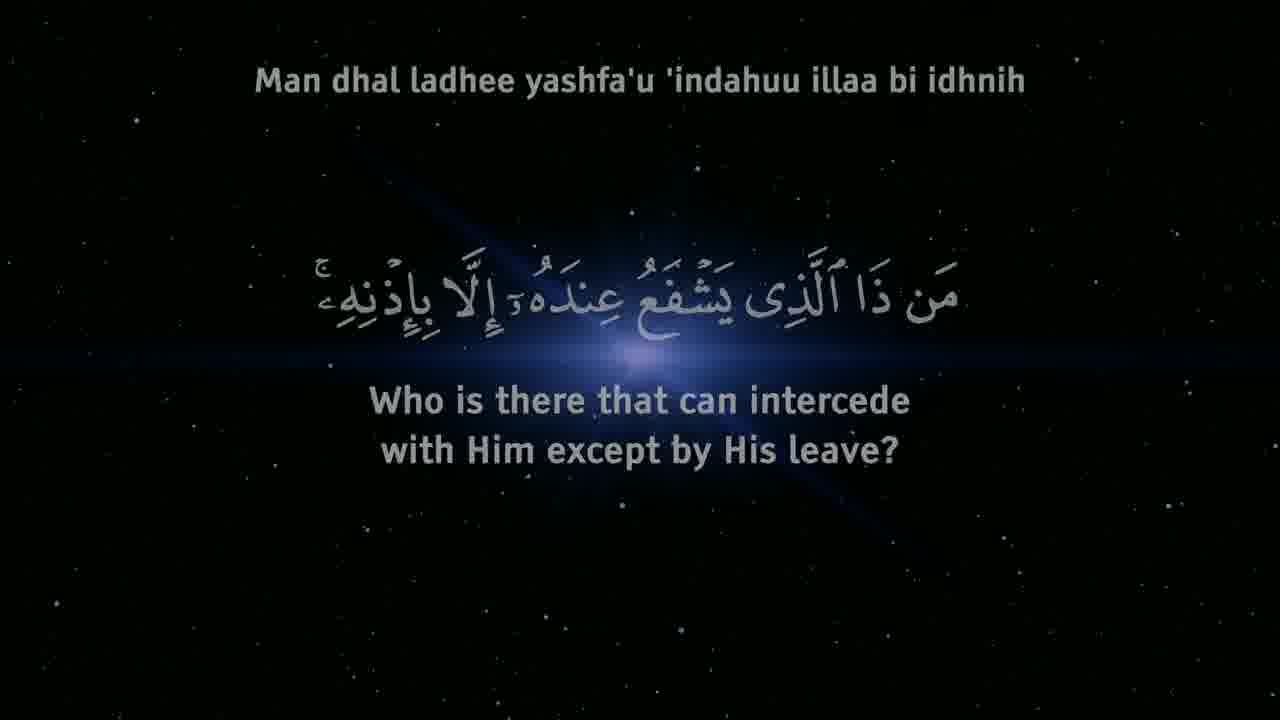 Man dhal ladhee yashfa'u 'indahuu illaa bi idhnih
مَن ذَا ٱلَّذِى يَشْفَعُ عِندَهُۥٓ إِلَّا بِإِذْنِهِۦ ۚ
Who is there that can intercede
with Him except by His leave?